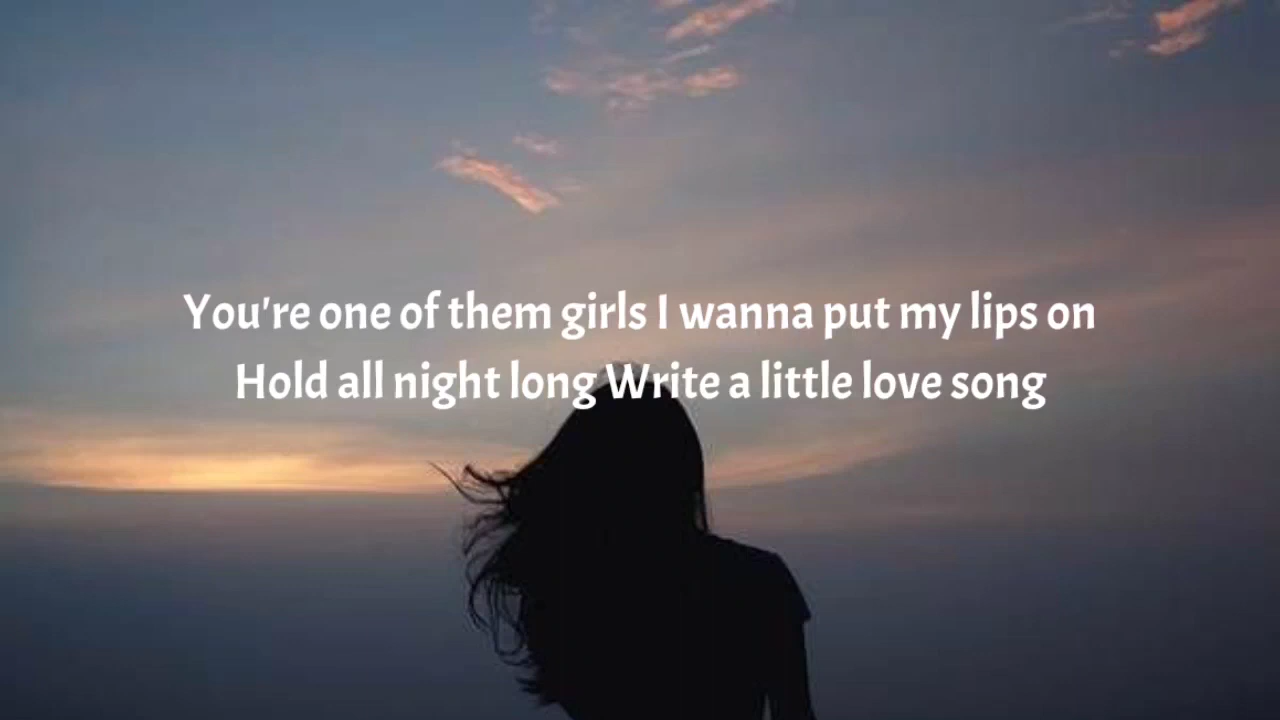 You're one of them girls I wanna put my lips on
Hold all night long Write a little love song